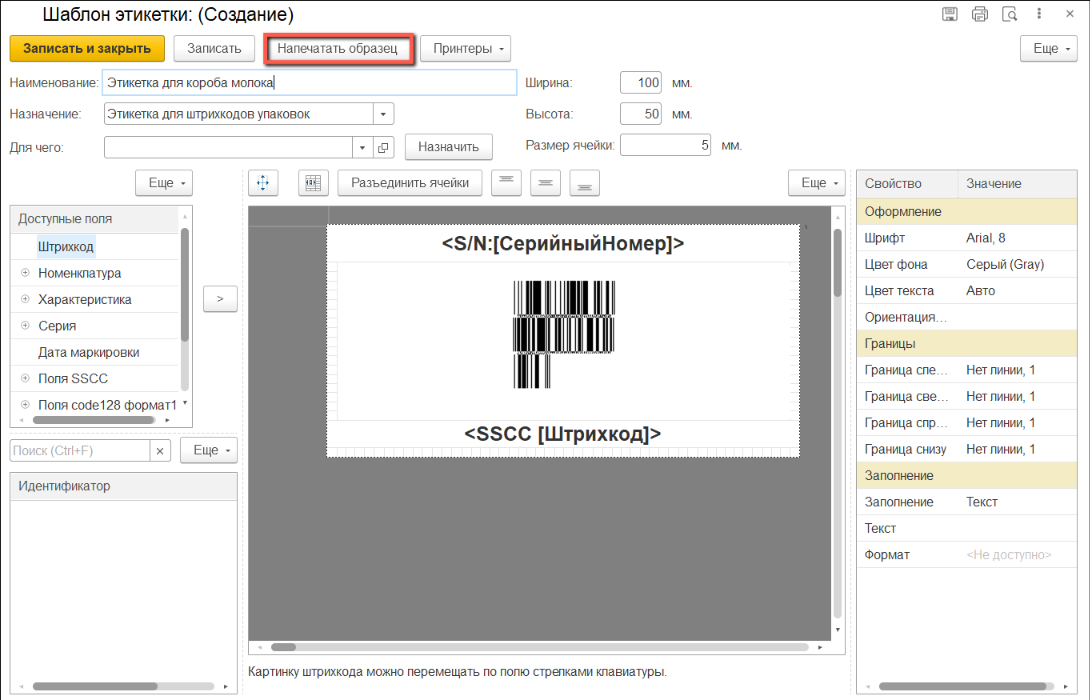 Шаблон этикетки: (Создание)
Записать и закрыть
Записать
Напечатать образец
Принтеры
Еще
Наименование: Этикетка для короба молока
Ширина: 100 мм.
Назначение: Этикетка для штрихкодов упаковок
Высота: 50 мм.
Для чего:
Назначить
Размер ячейки: 5 мм.
Еще
Разъединить ячейки
Еще
Доступные поля
Штрихкод
Номенклатура
Характеристика
Серия
Дата маркировки
Поля SSCC
Поля code128 формат1
>
Поиск (Ctrl+F)
×
Еще
Идентификатор
<S/N:[СерийныйНомер]>
<SSCC [Штрихкод]>
Картинку штрихкода можно перемещать по полю стрелками клавиатуры.
Свойство Значение
Оформление
Шрифт Arial, 8
Цвет фона Серый (Gray)
Цвет текста Авто
Ориентация...
Границы
Граница спе... Нет линии, 1
Граница све... Нет линии, 1
Граница спр... Нет линии, 1
Граница снизу Нет линии, 1
Заполнение
Заполнение Текст
Текст
Формат <Не доступно>